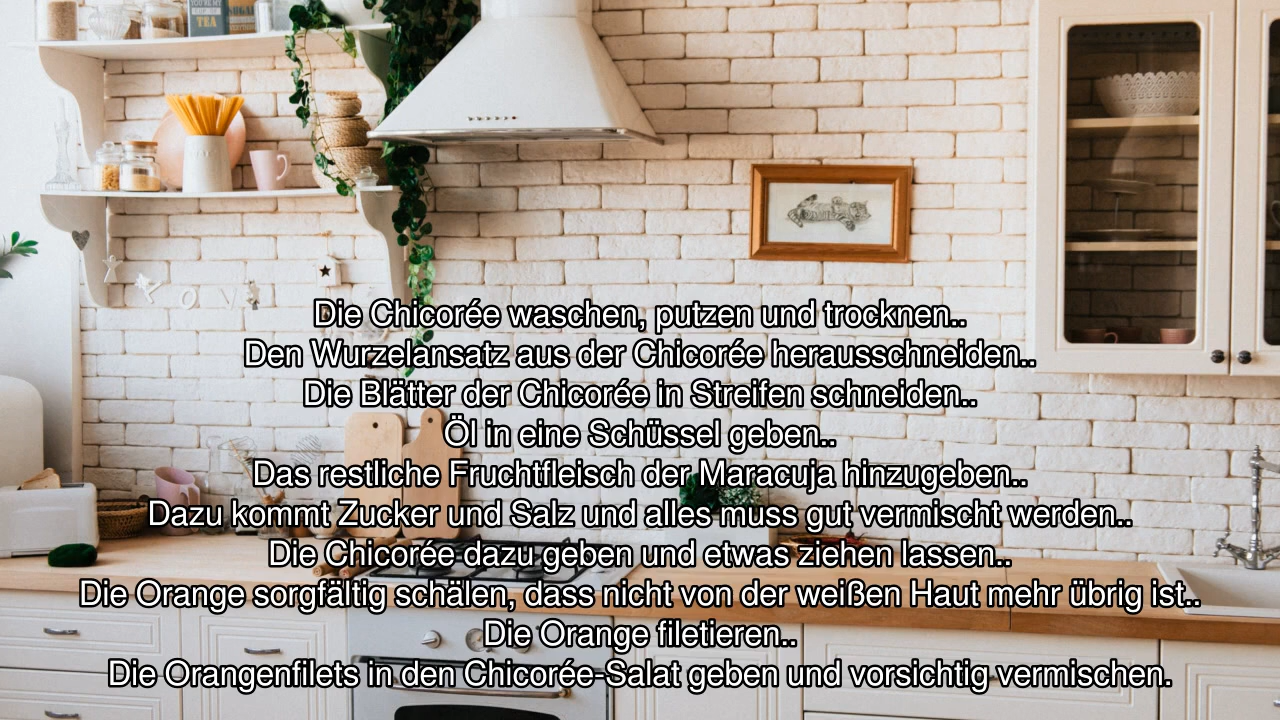 TEA
Die Chicorée waschen, putzen und trocknen..
Den Wurzelansatz aus der Chicorée herausschneiden..
Die Blätter der Chicorée in Streifen schneiden..
Öl in eine Schüssel geben..
Das restliche Fruchtfleisch der Maracuja hinzugeben..
Dazu kommt Zucker und Salz und alles muss gut vermischt werden..
Die Chicorée dazu geben und etwas ziehen lassen..
Die Orange sorgfältig schälen, dass nicht von der weißen Haut mehr übrig ist..
Die Orange filetieren..
Die Orangenfilets in den Chicorée-Salat geben und vorsichtig vermischen.